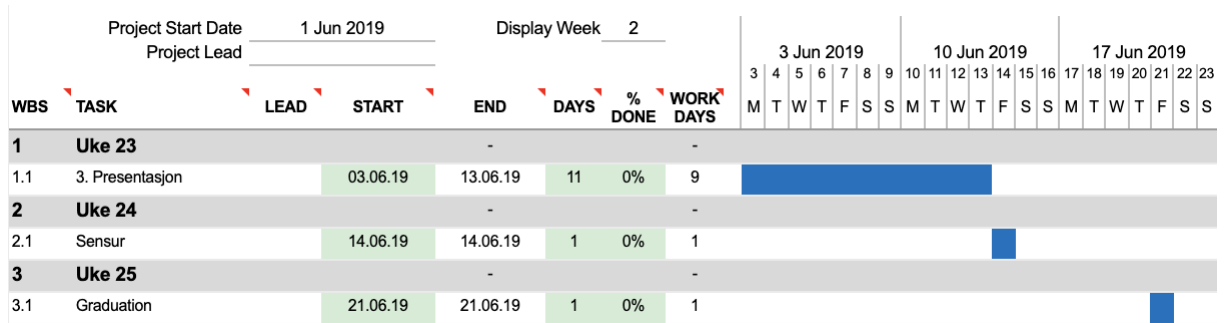 Project Start Date 1 Jun 2019 Display Week 2
Project Lead 3 Jun 2019 10 Jun 2019 17 Jun 2019
3 4 5 6 7 8 9 10 11 12 13 14 15 16 17 18 19 20 21 22 23
WBS TASK LEAD START END DAYS % DONE WORK DAYS M T W T F S S M T W T F S S M T W T F S S
1 Uke 23 - -
1.1 3. Presentasjon 03.06.19 13.06.19 11 0% 9
2 Uke 24 - -
2.1 Sensur 14.06.19 14.06.19 1 0% 1
3 Uke 25 - -
3.1 Graduation 21.06.19 21.06.19 1 0% 1